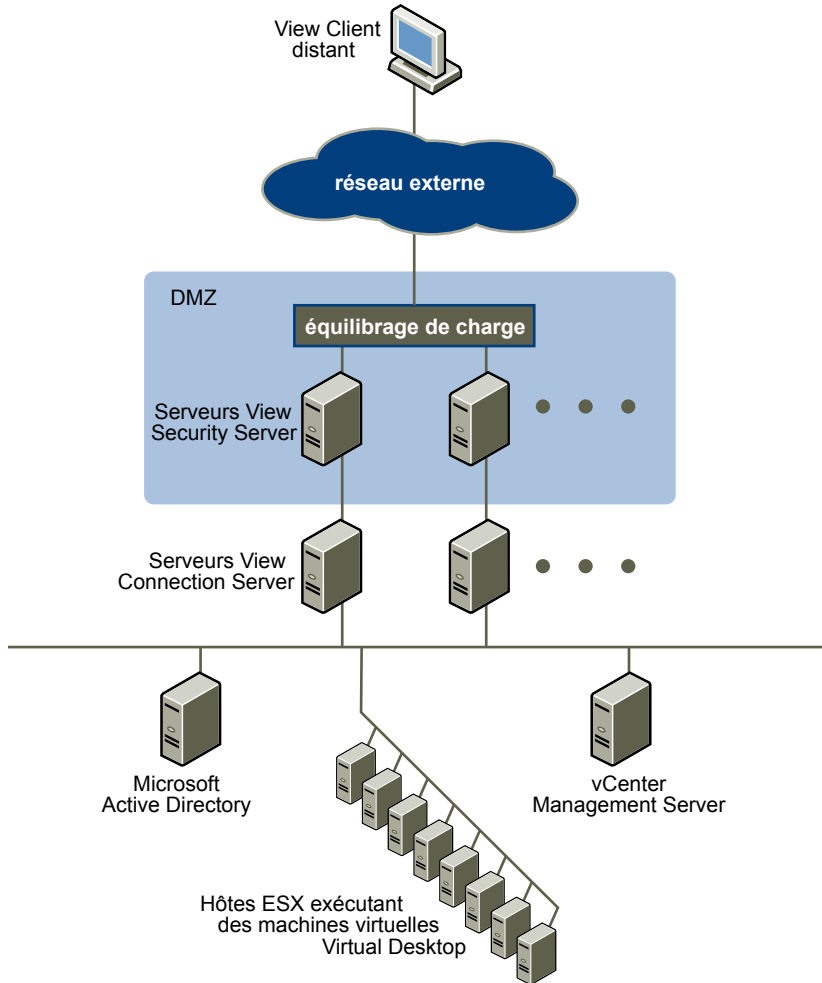 View Client
distant
réseau externe
DMZ
équilibrage de charge
Serveurs View
Security Server
Serveurs View
Connection Server
Microsoft
Active Directory
vCenter
Management Server
Hôtes ESX exécutant
des machines virtuelles
Virtual Desktop